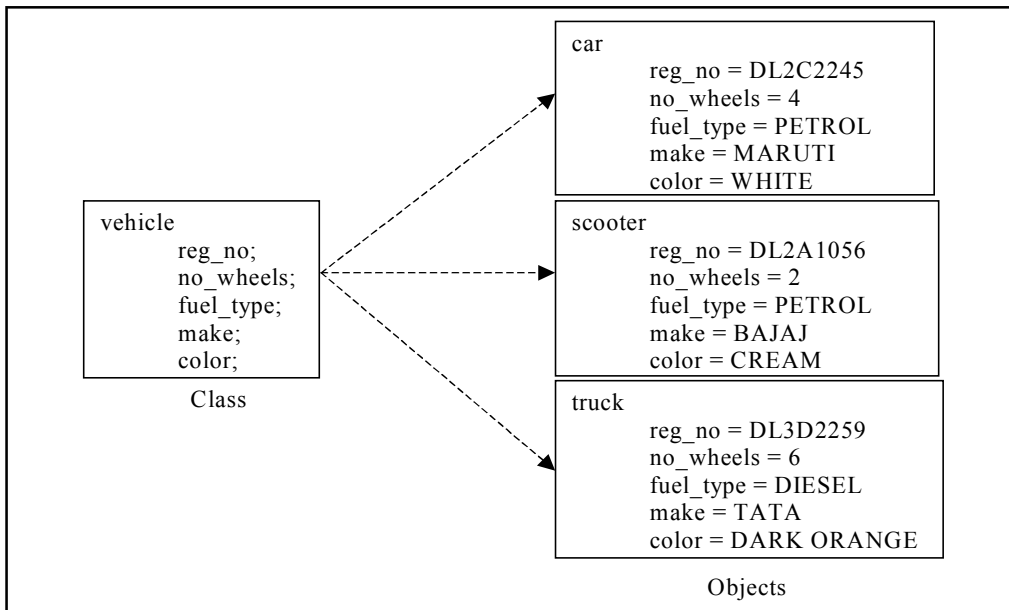 car
reg_no = DL2C2245
no_wheels = 4
fuel_type = PETROL
make = MARUTI
color = WHITE
vehicle
reg_no;
no_wheels;
fuel_type;
make;
color;
Class
scooter
reg_no = DL2A1056
no_wheels = 2
fuel_type = PETROL
make = BAJAJ
color = CREAM
truck
reg_no = DL3D2259
no_wheels = 6
fuel_type = DIESEL
make = TATA
color = DARK ORANGE
Objects